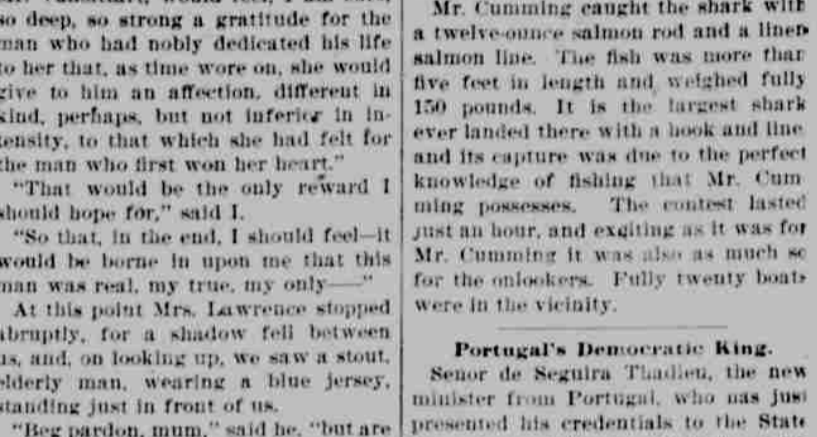 so deep, so strong a gratitude for the
man who had nobly dedicated his life
to her that, as time wore on, she would
give to him an affection, different in
kind, perhaps, but not inferior in in-
tensity, to that which she had felt for
the man who first won her heart."
"That would be the only reward I
should hope for," said I.
"So that, in the end, I should feel—it
would be borne in upon me that this
man was real, my true, my only——"
At this point Mrs. Lawrence stopped
abruptly, for a shadow fell between
us, and, on looking up, we saw a stout,
elderly man, wearing a blue jersey,
standing just in front of us.
"Beg pardon, mum," said he, "but are
Mr. Cumming caught the shark with
a twelve-ounce salmon rod and a linen
salmon line. The fish was more than
five feet in length and weighed fully
150 pounds. It is the largest shark
ever landed there with a hook and line
and its capture was due to the perfect
knowledge of fishing that Mr. Cum
ming possesses. The contest lasted
just an hour, and exciting as it was for
Mr. Cumming it was also as much so
for the onlookers. Fully twenty boats
were in the vicinity.
Portugal's Democratic King.
Senor de Seguira Thadieu, the new
minister from Portugal, who has just
presented his credentials to the State